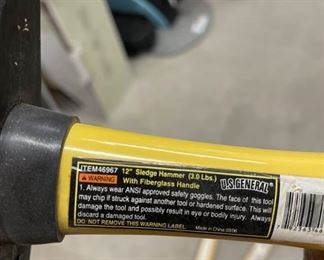 ITEM46967 12" Sledge Hammer (3.0 Lbs.)
⚠ WARNING With Fiberglass Handle
U.S. GENERAL
1. Always wear ANSI approved safety goggles. The face of this tool
may chip if struck against another tool or hardened surface, possibly
damage the tool and possibly result in eye or bodily injury. Always
discard a damaged tool.
DO NOT REMOVE THIS WARNING LABEL. Made in China